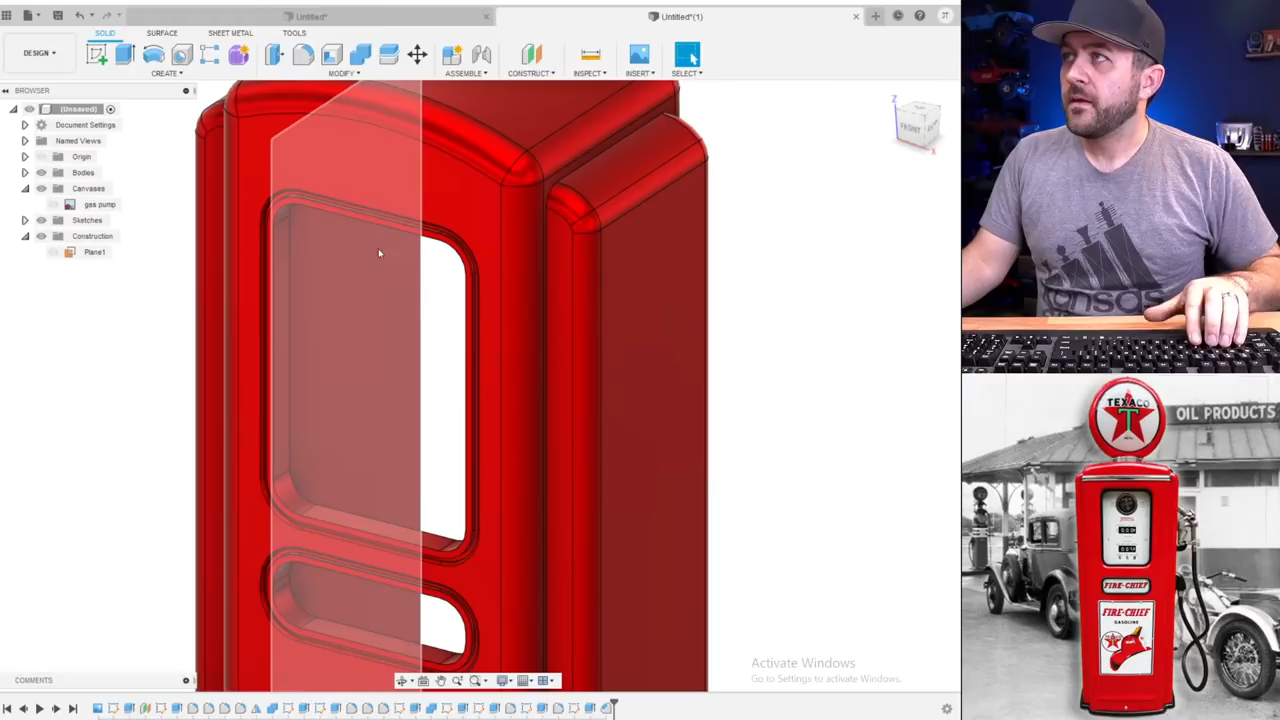 Untitled*
Untitled*(1)
JT
DESIGN
SOLID
SURFACE
SHEET METAL
TOOLS
CREATE
MODIFY
ASSEMBLE
CONSTRUCT
INSPECT
INSERT
SELECT
BROWSER
(Unsaved)
Document Settings
Named Views
Origin
Bodies
Canvases
gas pump
Sketches
Construction
Plane1
Z
FRONT
X
kansas
TEXACO
T
OIL PRODUCTS
FIRE-CHIEF
FIRE-CHIEF
GASOLINE
Activate Windows
Go to Settings to activate Windows.
COMMENTS